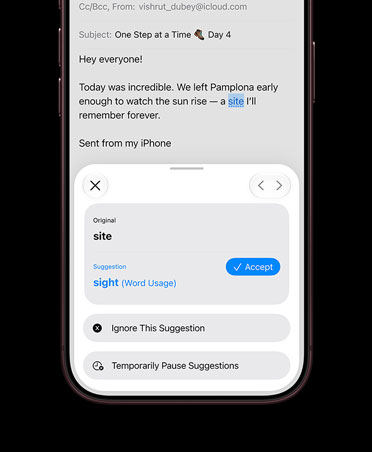 Cc/Bcc, From: vishrut_dubey@icloud.com
Subject: One Step at a Time 🥾 Day 4
Hey everyone!
Today was incredible. We left Pamplona early
enough to watch the sun rise — a site I’ll
remember forever.
Sent from my iPhone
Original
site
Suggestion
sight (Word Usage)
Accept
Ignore This Suggestion
Temporarily Pause Suggestions